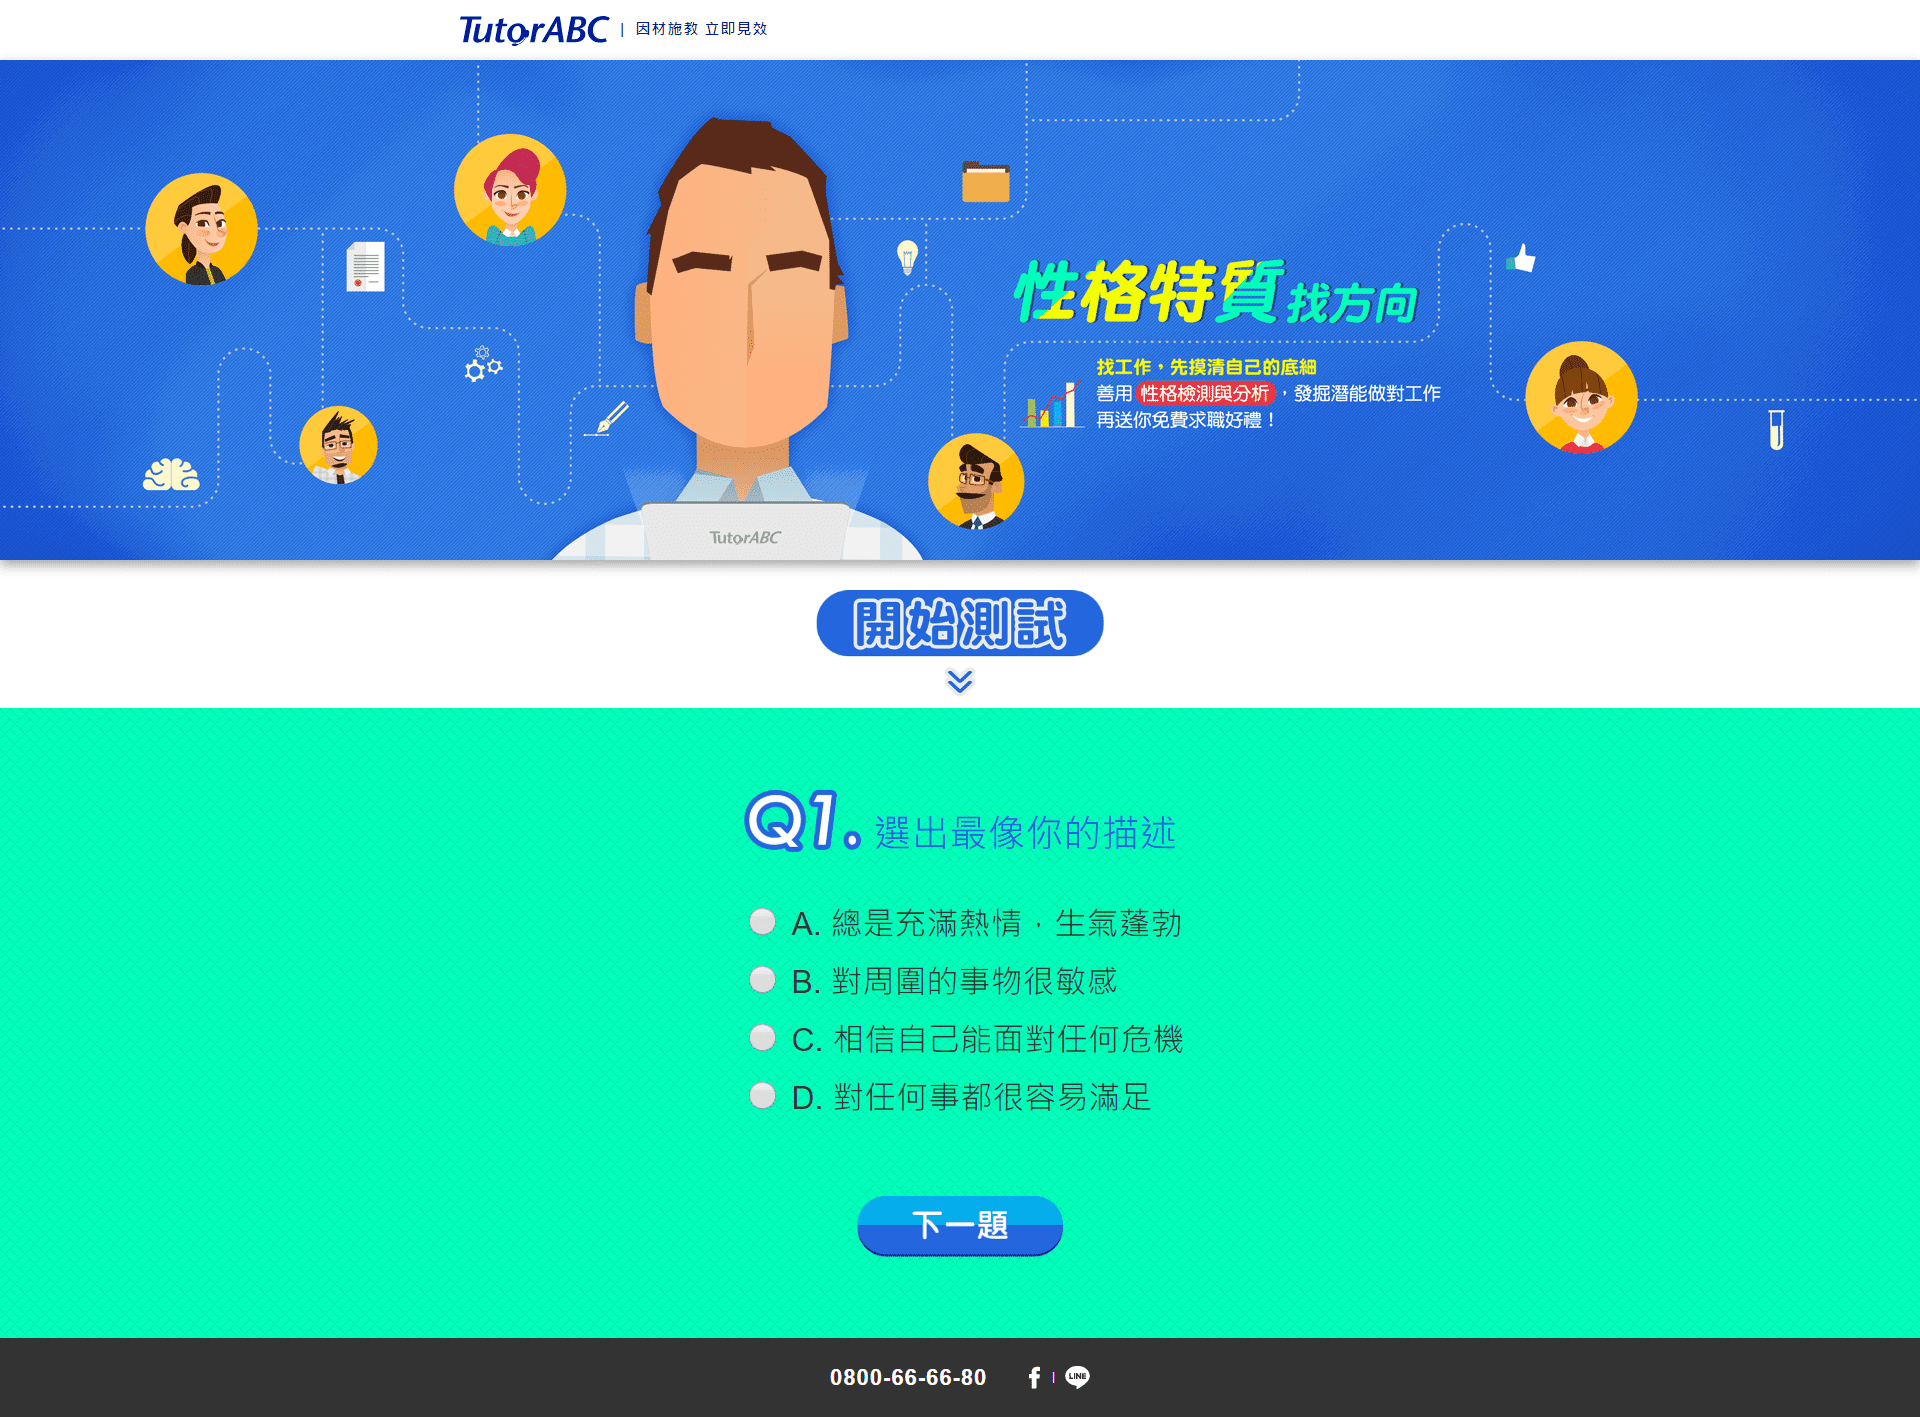 TutorABC | 因材施教 立即見效
性格特質找方向
找工作，先摸清自己的底細
善用 性格檢測與分析，發掘潛能做對工作
再送你免費求職好禮！
TutorABC
開始測試
Q1. 選出最像你的描述
A. 總是充滿熱情，生氣蓬勃
B. 對周圍的事物很敏感
C. 相信自己能面對任何危機
D. 對任何事都很容易滿足
下一題
0800-66-66-80 f | LINE